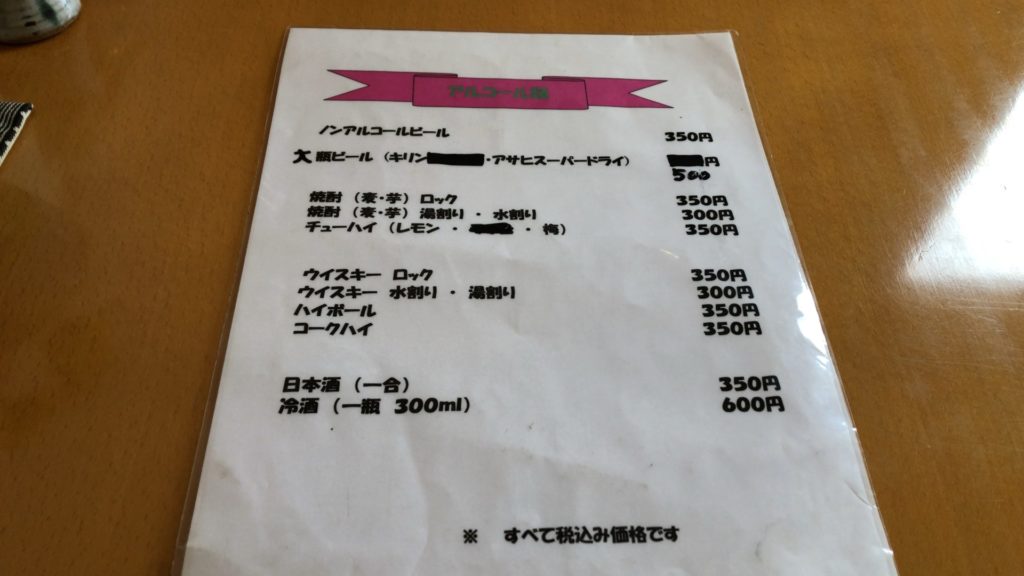 アルコール類
ノンアルコールビール 350円
大瓶ビール (キリン ・アサヒスーパードライ) 円
500
焼酎 (麦・芋) ロック 350円
焼酎 (麦・芋) 湯割り ・ 水割り 300円
チューハイ (レモン ・ ・ 梅) 350円
ウイスキー ロック 350円
ウイスキー 水割り ・ 湯割り 300円
ハイボール 350円
コークハイ 350円
日本酒 (一合) 350円
冷酒 (一瓶 300ml) 600円
※ すべて税込み価格です